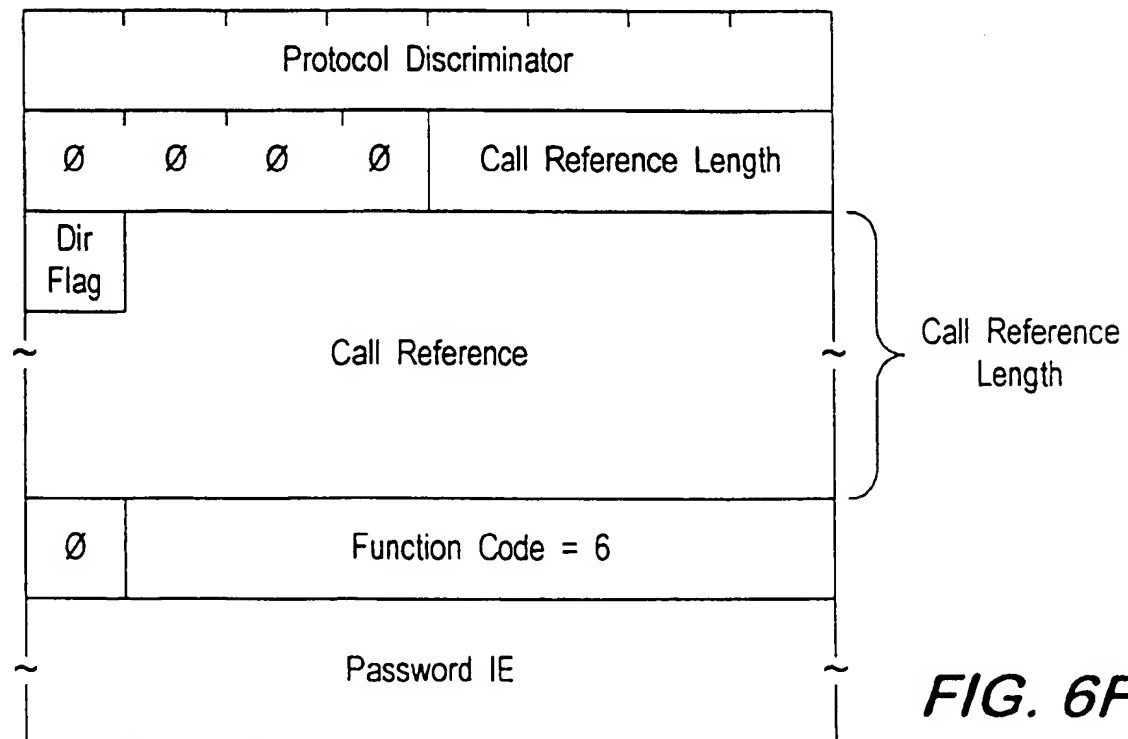 Protocol Discriminator
Ø Ø Ø Ø Call Reference Length
Dir
Flag
Call Reference
Call Reference
Length
Ø Function Code = 6
Password IE
FIG. 6F